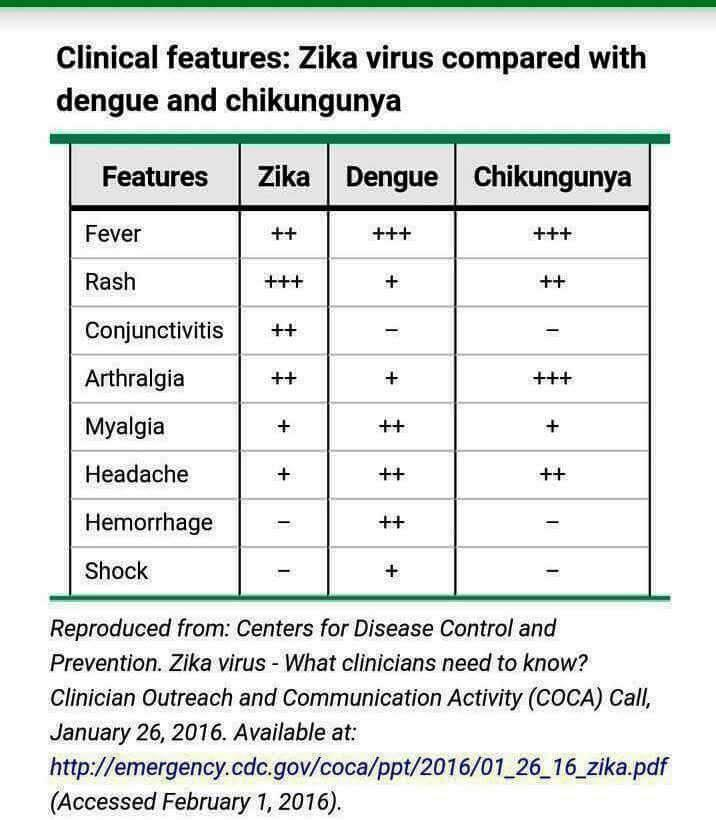 Clinical features: Zika virus compared with
dengue and chikungunya
Features Zika Dengue Chikungunya
Fever ++ +++ +++
Rash +++ + ++
Conjunctivitis ++ – –
Arthralgia ++ + +++
Myalgia + ++ +
Headache + ++ ++
Hemorrhage – ++ –
Shock – + –
Reproduced from: Centers for Disease Control and
Prevention. Zika virus - What clinicians need to know?
Clinician Outreach and Communication Activity (COCA) Call,
January 26, 2016. Available at:
http://emergency.cdc.gov/coca/ppt/2016/01_26_16_zika.pdf
(Accessed February 1, 2016).